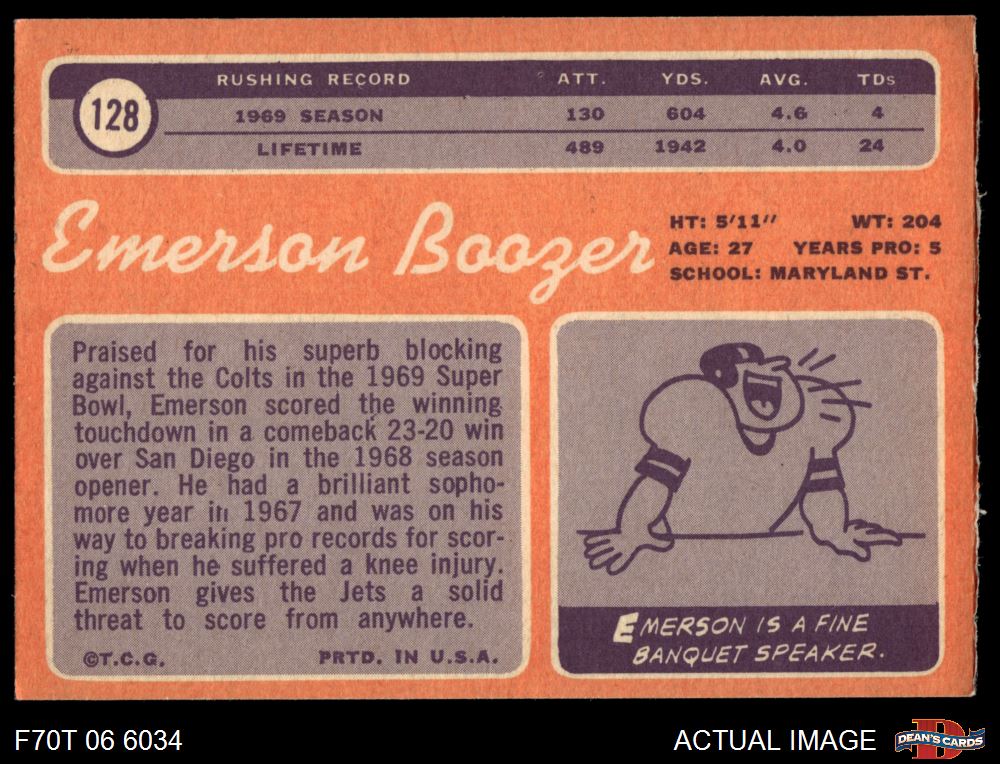 RUSHING RECORD ATT. YDS. AVG. TDs
128
1969 SEASON 130 604 4.6 4
LIFETIME 489 1942 4.0 24
Emerson Boozer
HT: 5'11" WT: 204
AGE: 27 YEARS PRO: 5
SCHOOL: MARYLAND ST.
Praised for his superb blocking
against the Colts in the 1969 Super
Bowl, Emerson scored the winning
touchdown in a comeback 23-20 win
over San Diego in the 1968 season
opener. He had a brilliant sopho-
more year in 1967 and was on his
way to breaking pro records for scor-
ing when he suffered a knee injury.
Emerson gives the Jets a solid
threat to score from anywhere.
©T.C.G. PRTD. IN U.S.A.
EMERSON IS A FINE
BANQUET SPEAKER.
F70T 06 6034
ACTUAL IMAGE
DEAN'S CARDS